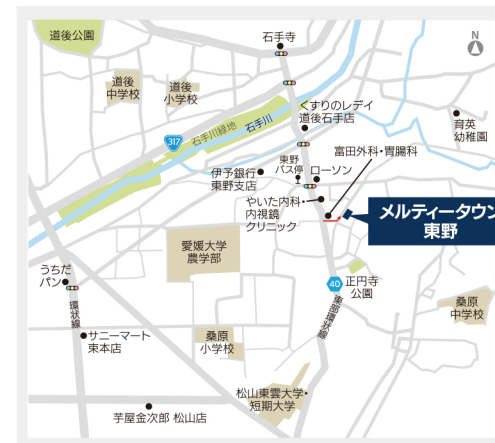 道後公園
石手寺
N
道後
中学校
道後
小学校
くすりのレデイ
道後石手店
石手川緑地
石手川
育英
幼稚園
317
富田外科・胃腸科
東野
バス停
ローソン
伊予銀行
東野支店
やいた内科・
内視鏡
クリニック
メルティータウン
東野
愛媛大学
農学部
うちだ
パン
40
正円寺
公園
環状線
東部環状線
桑原
中学校
サニーマート
束本店
桑原
小学校
松山東雲大学・
短期大学
芋屋金次郎 松山店